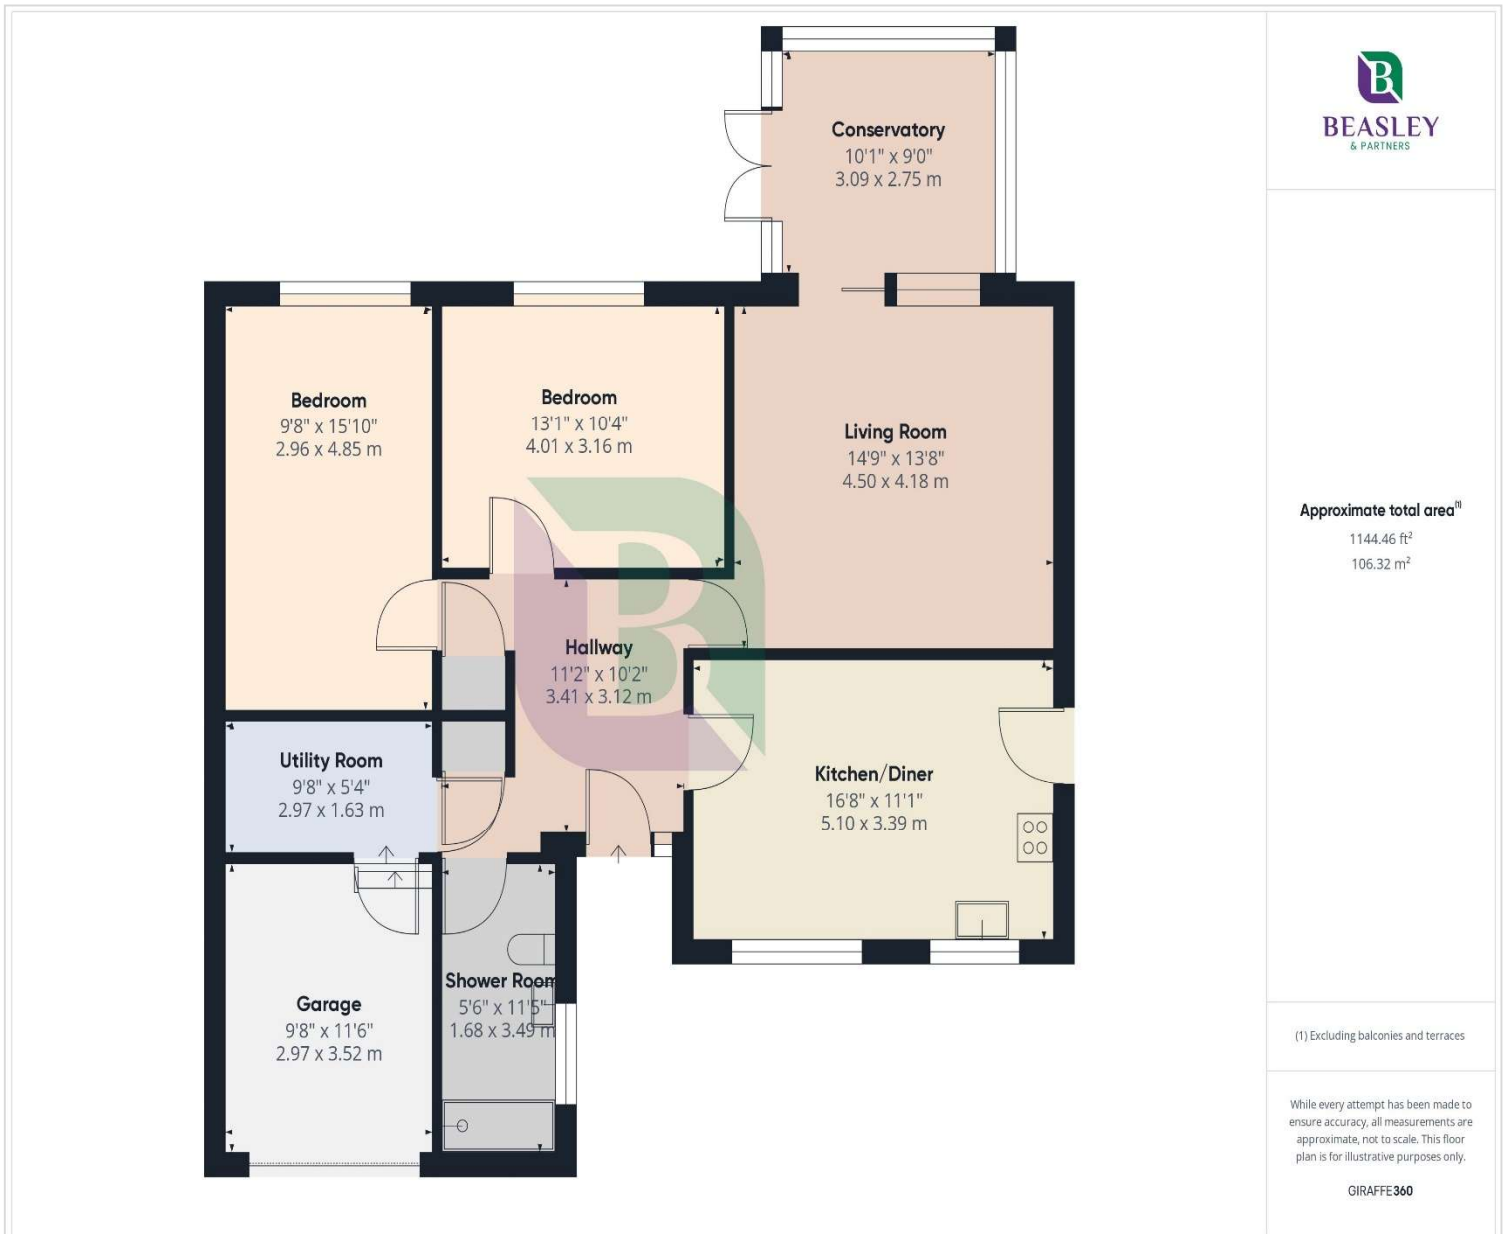 Conservatory
10'1" x 9'0"
3.09 x 2.75 m
Bedroom
9'8" x 15'10"
2.96 x 4.85 m
Bedroom
13'1" x 10'4"
4.01 x 3.16 m
Living Room
14'9" x 13'8"
4.50 x 4.18 m
Hallway
11'2" x 10'2"
3.41 x 3.12 m
Utility Room
9'8" x 5'4"
2.97 x 1.63 m
Kitchen/Diner
16'8" x 11'1"
5.10 x 3.39 m
Garage
9'8" x 11'6"
2.97 x 3.52 m
Shower Room
5'6" x 11'5"
1.68 x 3.49 m
B
B
BEASLEY
& PARTNERS
Approximate total area(1)
1144.46 ft²
106.32 m²
(1) Excluding balconies and terraces
While every attempt has been made to
ensure accuracy, all measurements are
approximate, not to scale. This floor
plan is for illustrative purposes only.
GIRAFFE360